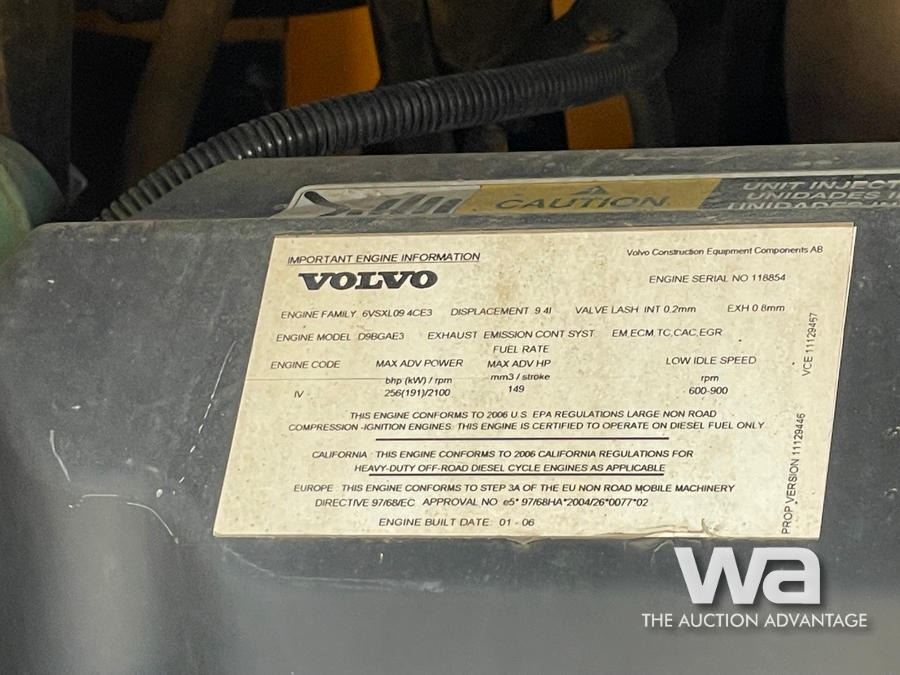 CAUTION
UNIT INJECT
UNIDADES I
UNIDADES IN
IMPORTANT ENGINE INFORMATION
Volvo Construction Equipment Components AB
VOLVO
ENGINE SERIAL NO 118854
ENGINE FAMILY 6VSXL09.4CE3 DISPLACEMENT 9.4l VALVE LASH INT 0.2mm EXH 0.8mm
ENGINE MODEL D9BGAE3 EXHAUST EMISSION CONT SYST EM,ECM,TC,CAC,EGR
FUEL RATE
ENGINE CODE MAX ADV POWER MAX ADV HP LOW IDLE SPEED
bhp (kW) / rpm mm3 / stroke rpm
IV 256(191)/2100 149 600-900
THIS ENGINE CONFORMS TO 2006 U.S. EPA REGULATIONS LARGE NON ROAD
COMPRESSION -IGNITION ENGINES. THIS ENGINE IS CERTIFIED TO OPERATE ON DIESEL FUEL ONLY
CALIFORNIA THIS ENGINE CONFORMS TO 2006 CALIFORNIA REGULATIONS FOR
HEAVY-DUTY OFF-ROAD DIESEL CYCLE ENGINES AS APPLICABLE
EUROPE THIS ENGINE CONFORMS TO STEP 3A OF THE EU NON ROAD MOBILE MACHINERY
DIRECTIVE 97/68/EC APPROVAL NO e5*97/68HA*2004/26*0077*02
ENGINE BUILT DATE: 01 - 06
VCE 11129467
PROP VERSION 11129446
wa
THE AUCTION ADVANTAGE